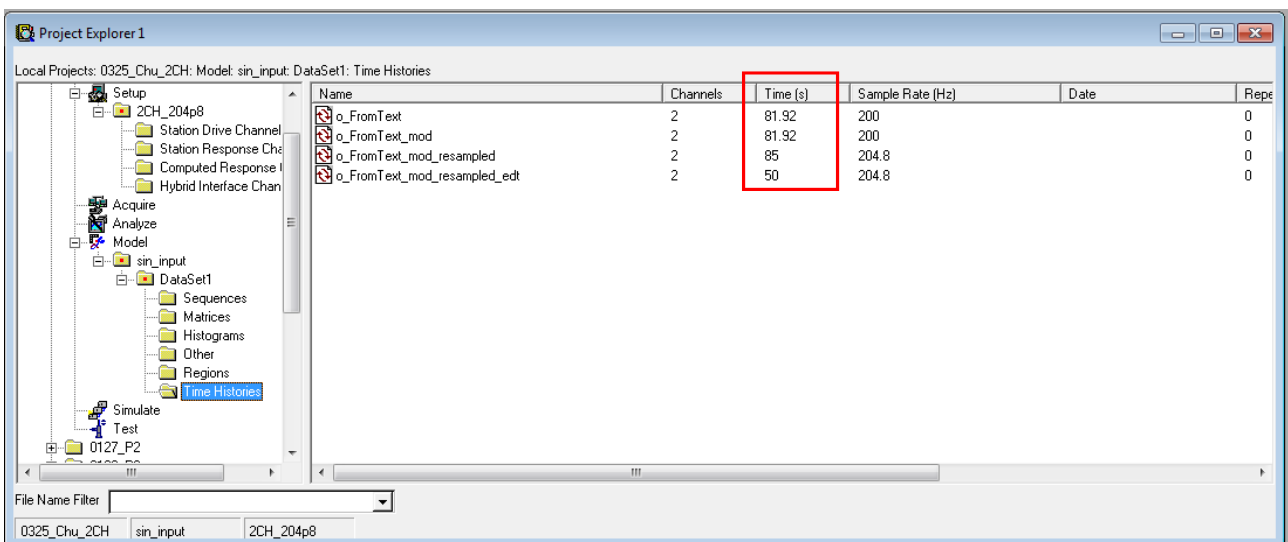 Project Explorer 1
Local Projects: 0325_Chu_2CH: Model: sin_input: DataSet1: Time Histories
Name Channels Time (s) Sample Rate (Hz) Date Repe
o_FromText 2 81.92 200 0
o_FromText_mod 2 81.92 200 0
o_FromText_mod_resampled 2 85 204.8 0
o_FromText_mod_resampled_edt 2 50 204.8 0
Setup
2CH_204p8
Station Drive Channel
Station Response Cha
Computed Response
Hybrid Interface Chan
Acquire
Analyze
Model
sin_input
DataSet1
Sequences
Matrices
Histograms
Other
Regions
Time Histories
Simulate
Test
0127_P2
File Name Filter
0325_Chu_2CH sin_input 2CH_204p8